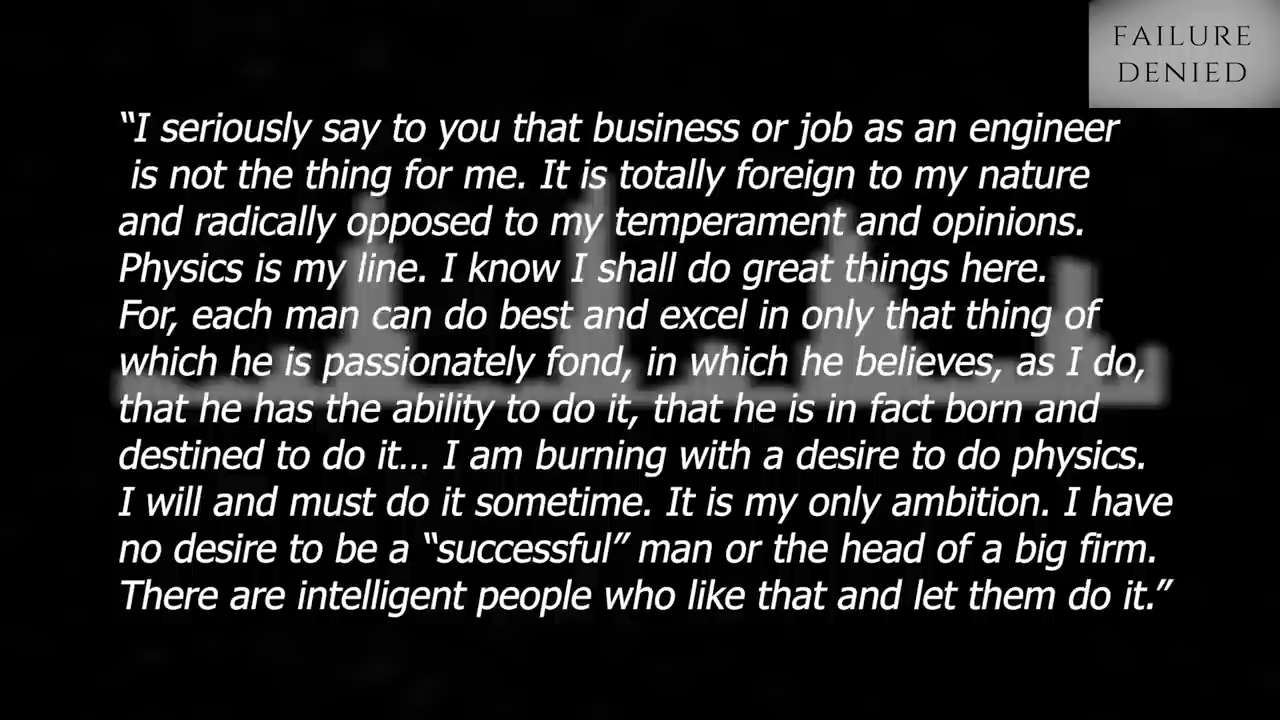 FAILURE
DENIED
“I seriously say to you that business or job as an engineer
is not the thing for me. It is totally foreign to my nature
and radically opposed to my temperament and opinions.
Physics is my line. I know I shall do great things here.
For, each man can do best and excel in only that thing of
which he is passionately fond, in which he believes, as I do,
that he has the ability to do it, that he is in fact born and
destined to do it… I am burning with a desire to do physics.
I will and must do it sometime. It is my only ambition. I have
no desire to be a “successful” man or the head of a big firm.
There are intelligent people who like that and let them do it.”